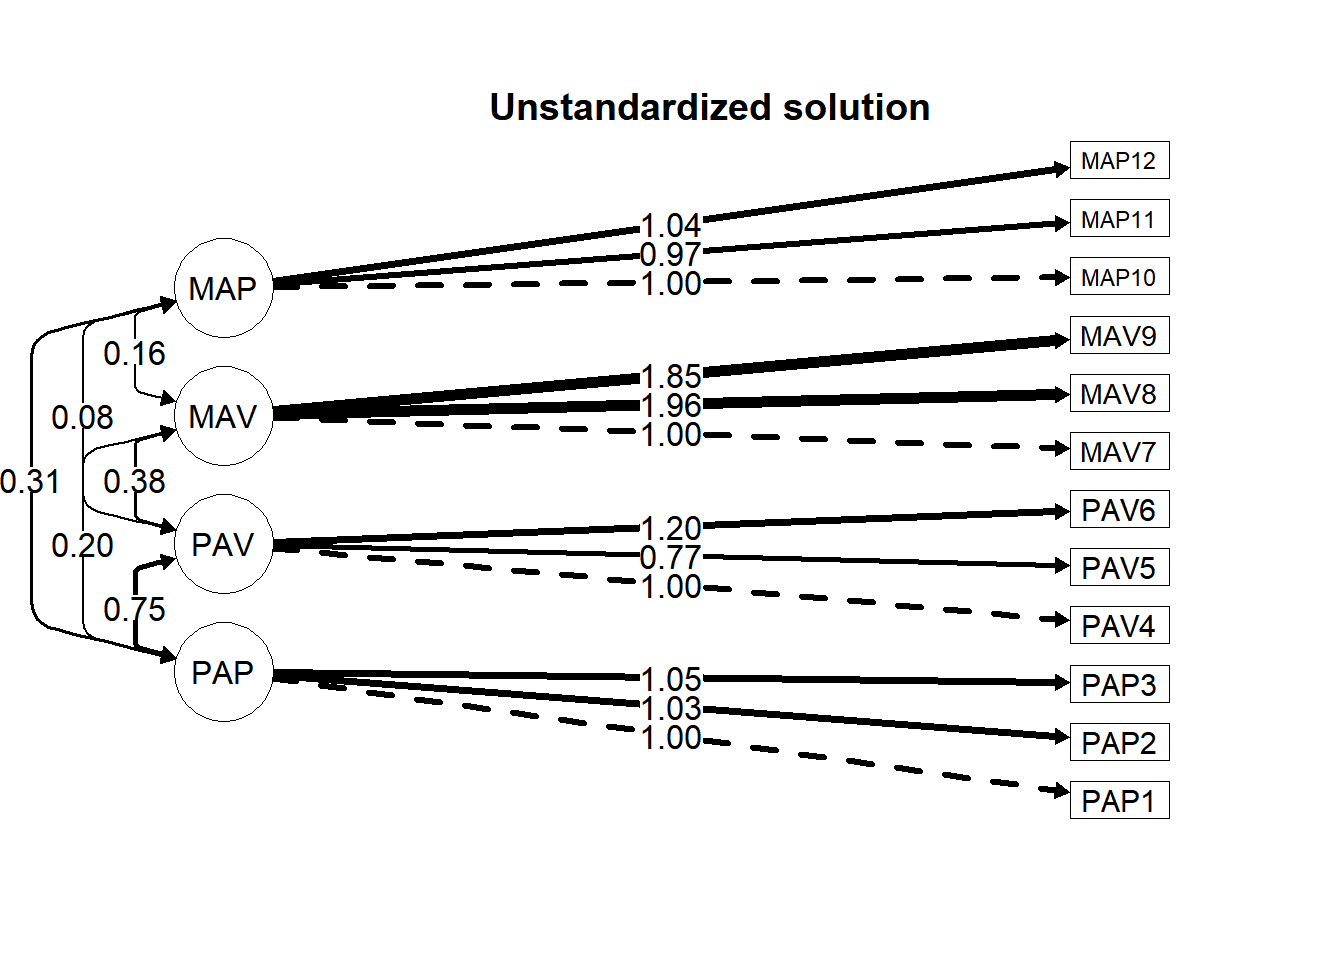 Unstandardized solution
MAP12
MAP11
1.04
0.97
MAP10
1.00
MAP
MAV9
0.16
1.85
MAV8
1.96
0.08
MAV
1.00
MAV7
0.31
0.38
PAV6
1.20
0.20
PAV
0.77
PAV5
1.00
0.75
PAV4
PAP
1.05
PAP3
1.03
1.00
PAP2
PAP1